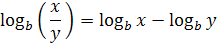 log_b (x/y) = log_b x − log_b y